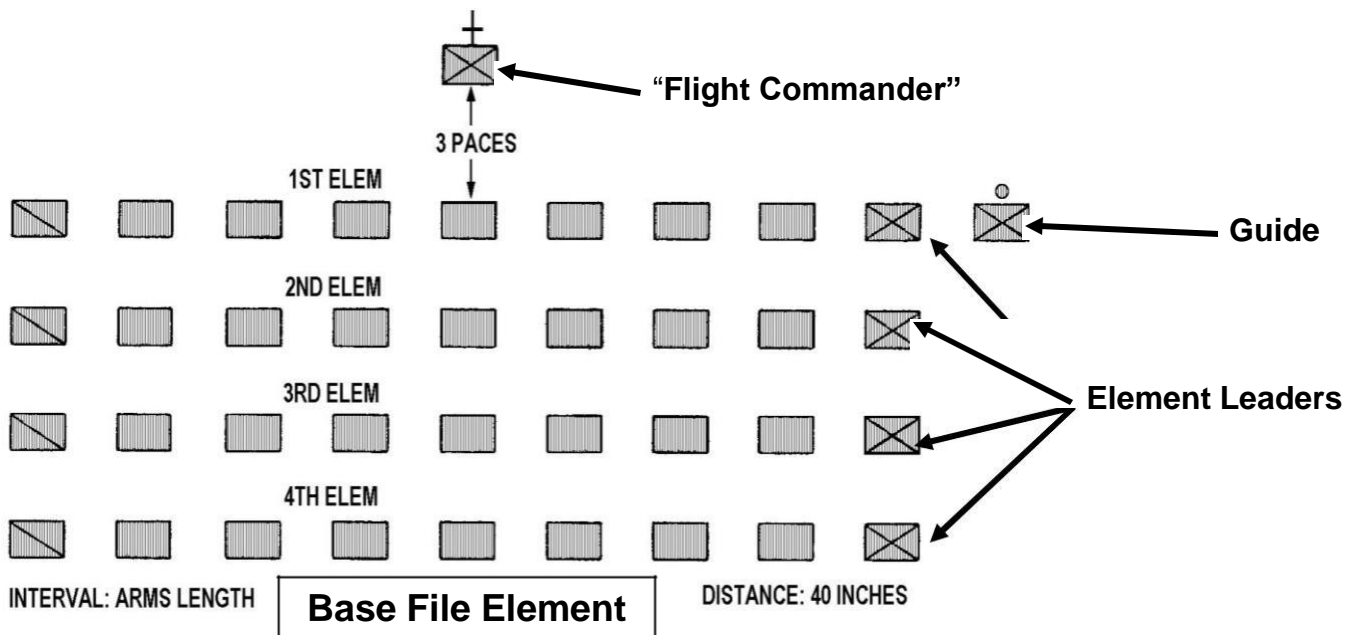 “Flight Commander”
3 PACES
1ST ELEM
Guide
2ND ELEM
3RD ELEM
Element Leaders
4TH ELEM
INTERVAL: ARMS LENGTH
Base File Element
DISTANCE: 40 INCHES